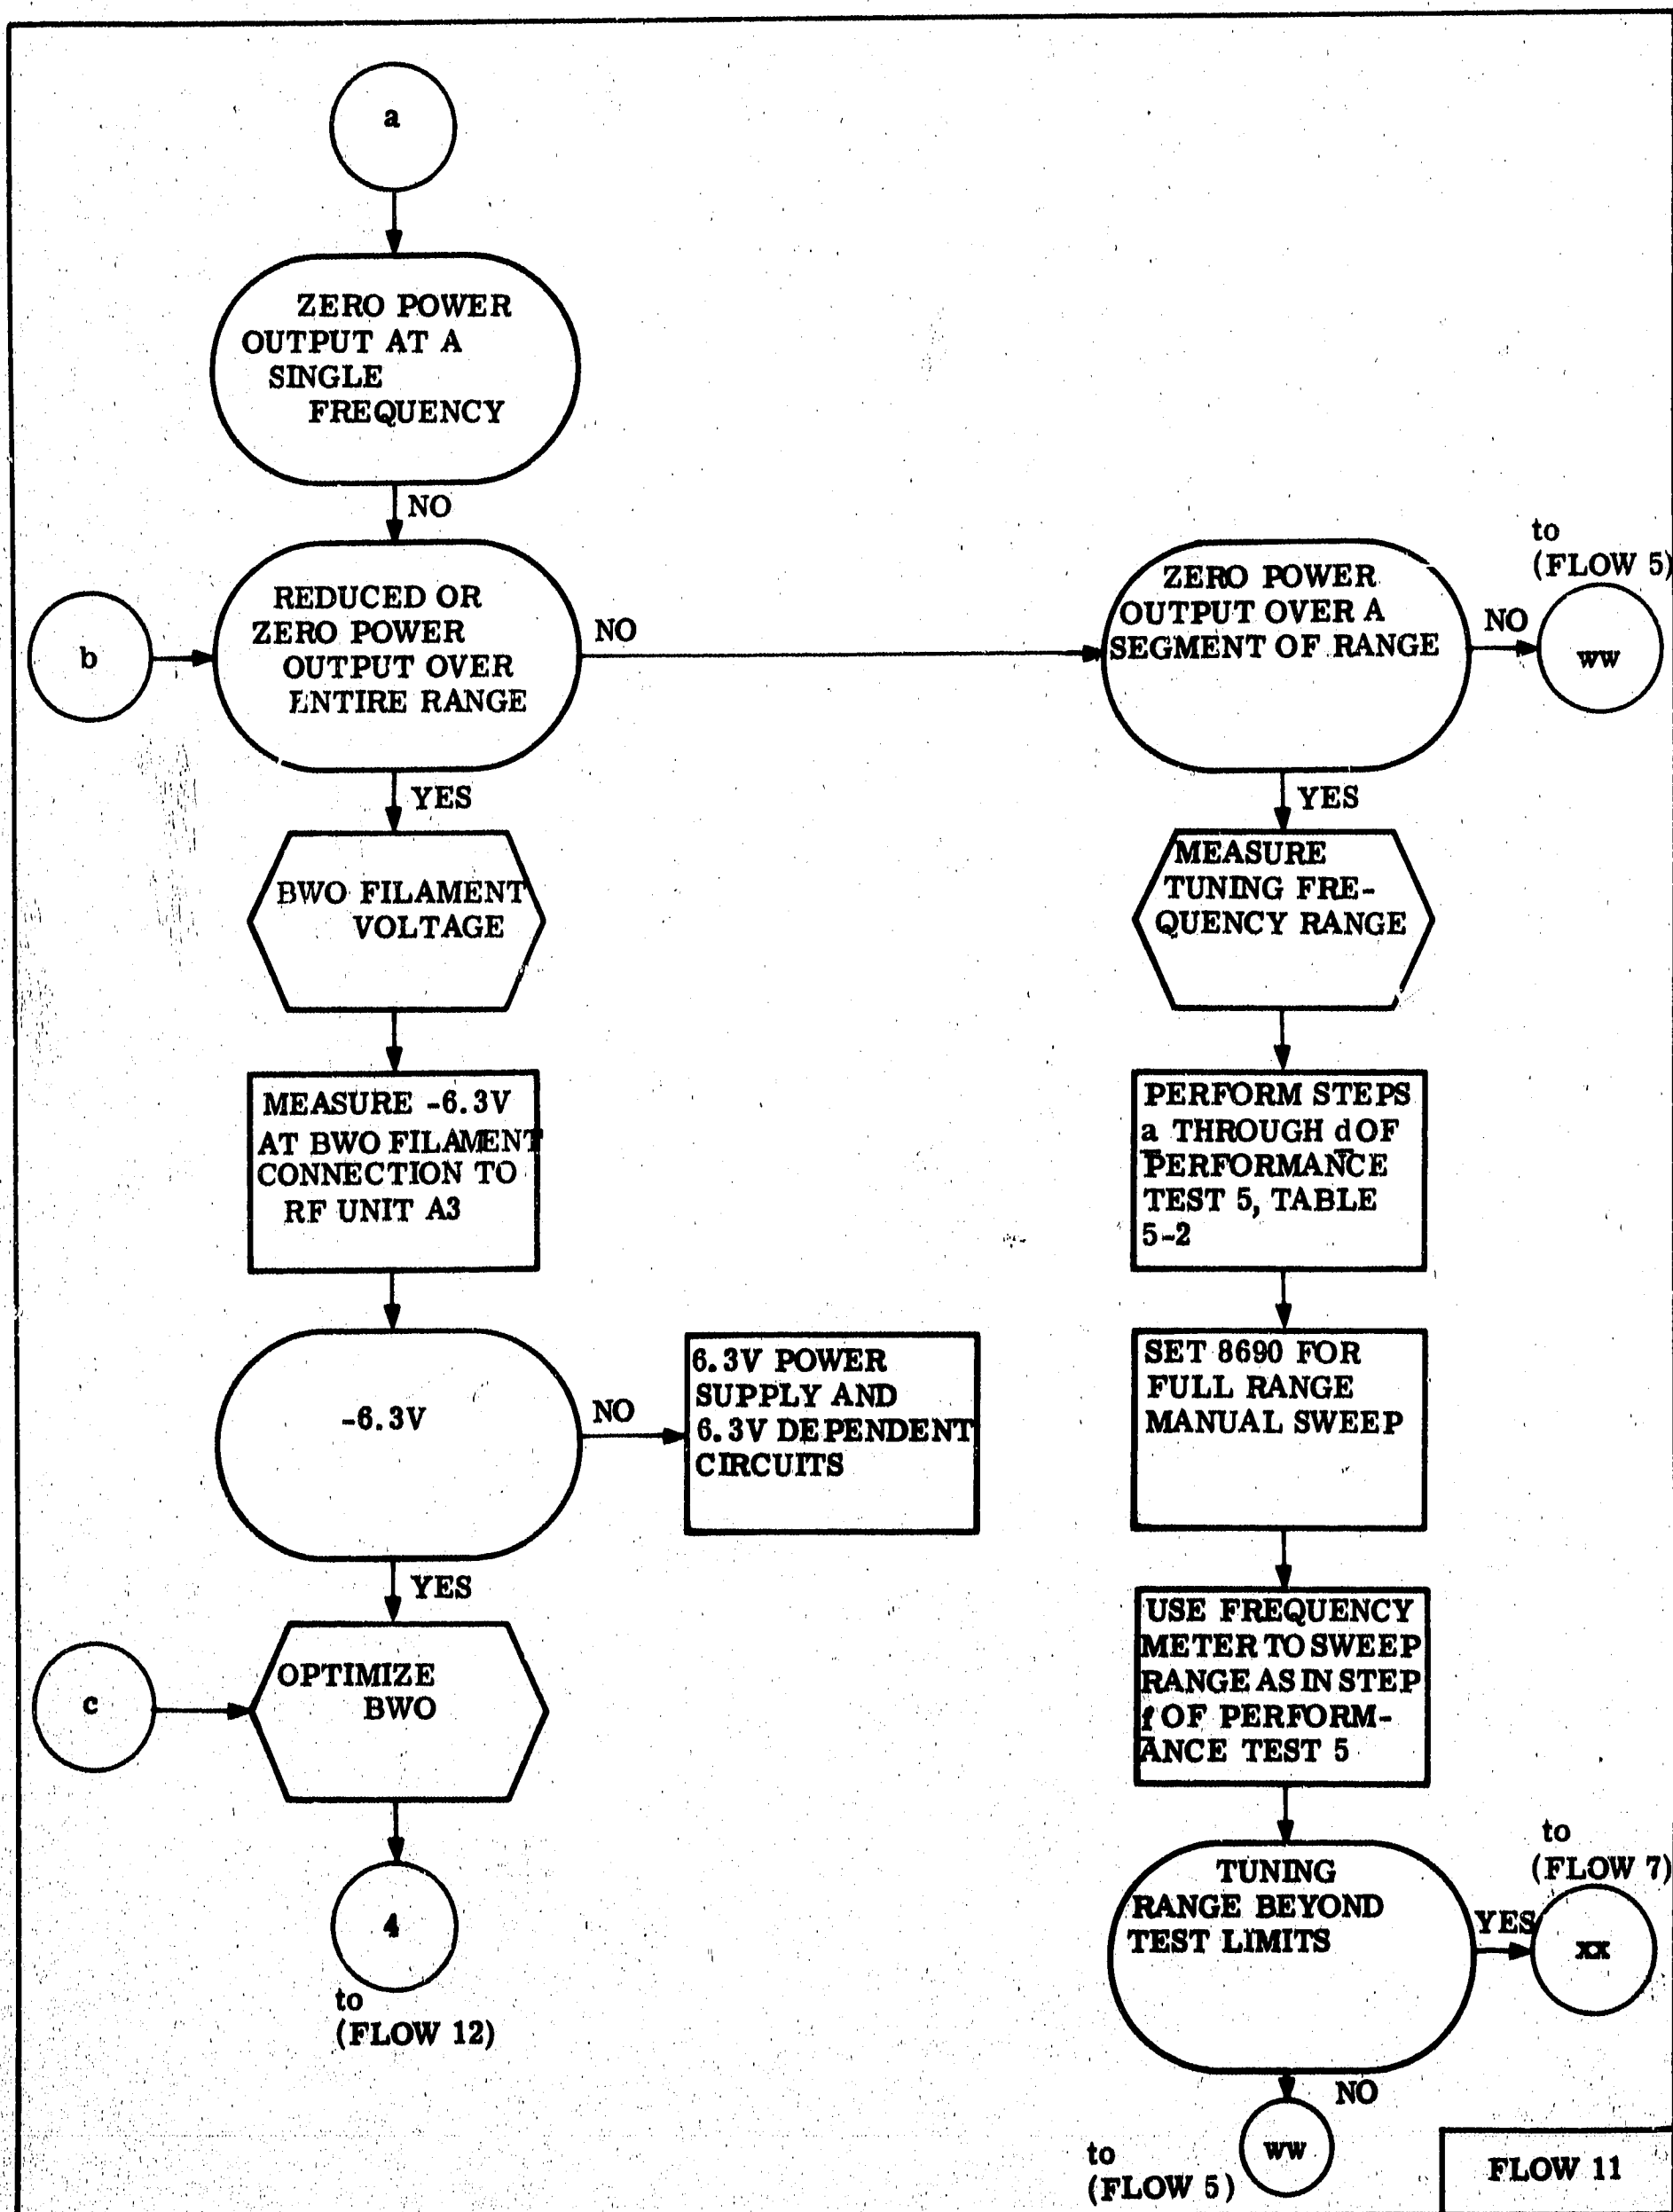 a
ZERO POWER
OUTPUT AT A
SINGLE
FREQUENCY
NO
b
REDUCED OR
ZERO POWER
OUTPUT OVER
ENTIRE RANGE
NO
ZERO POWER
OUTPUT OVER A
SEGMENT OF RANGE
NO
to
(FLOW 5)
ww
YES
BWO FILAMENT
VOLTAGE
MEASURE -6.3V
AT BWO FILAMENT
CONNECTION TO
RF UNIT A3
-6.3V
NO
6.3V POWER
SUPPLY AND
6.3V DEPENDENT
CIRCUITS
YES
c
OPTIMIZE
BWO
4
to
(FLOW 12)
YES
MEASURE
TUNING FRE-
QUENCY RANGE
PERFORM STEPS
a THROUGH d OF
PERFORMANCE
TEST 5, TABLE
5-2
SET 8690 FOR
FULL RANGE
MANUAL SWEEP
USE FREQUENCY
METER TO SWEEP
RANGE AS IN STEP
f OF PERFORM-
ANCE TEST 5
TUNING
RANGE BEYOND
TEST LIMITS
YES
to
(FLOW 7)
xx
NO
to
(FLOW 5)
ww
FLOW 11